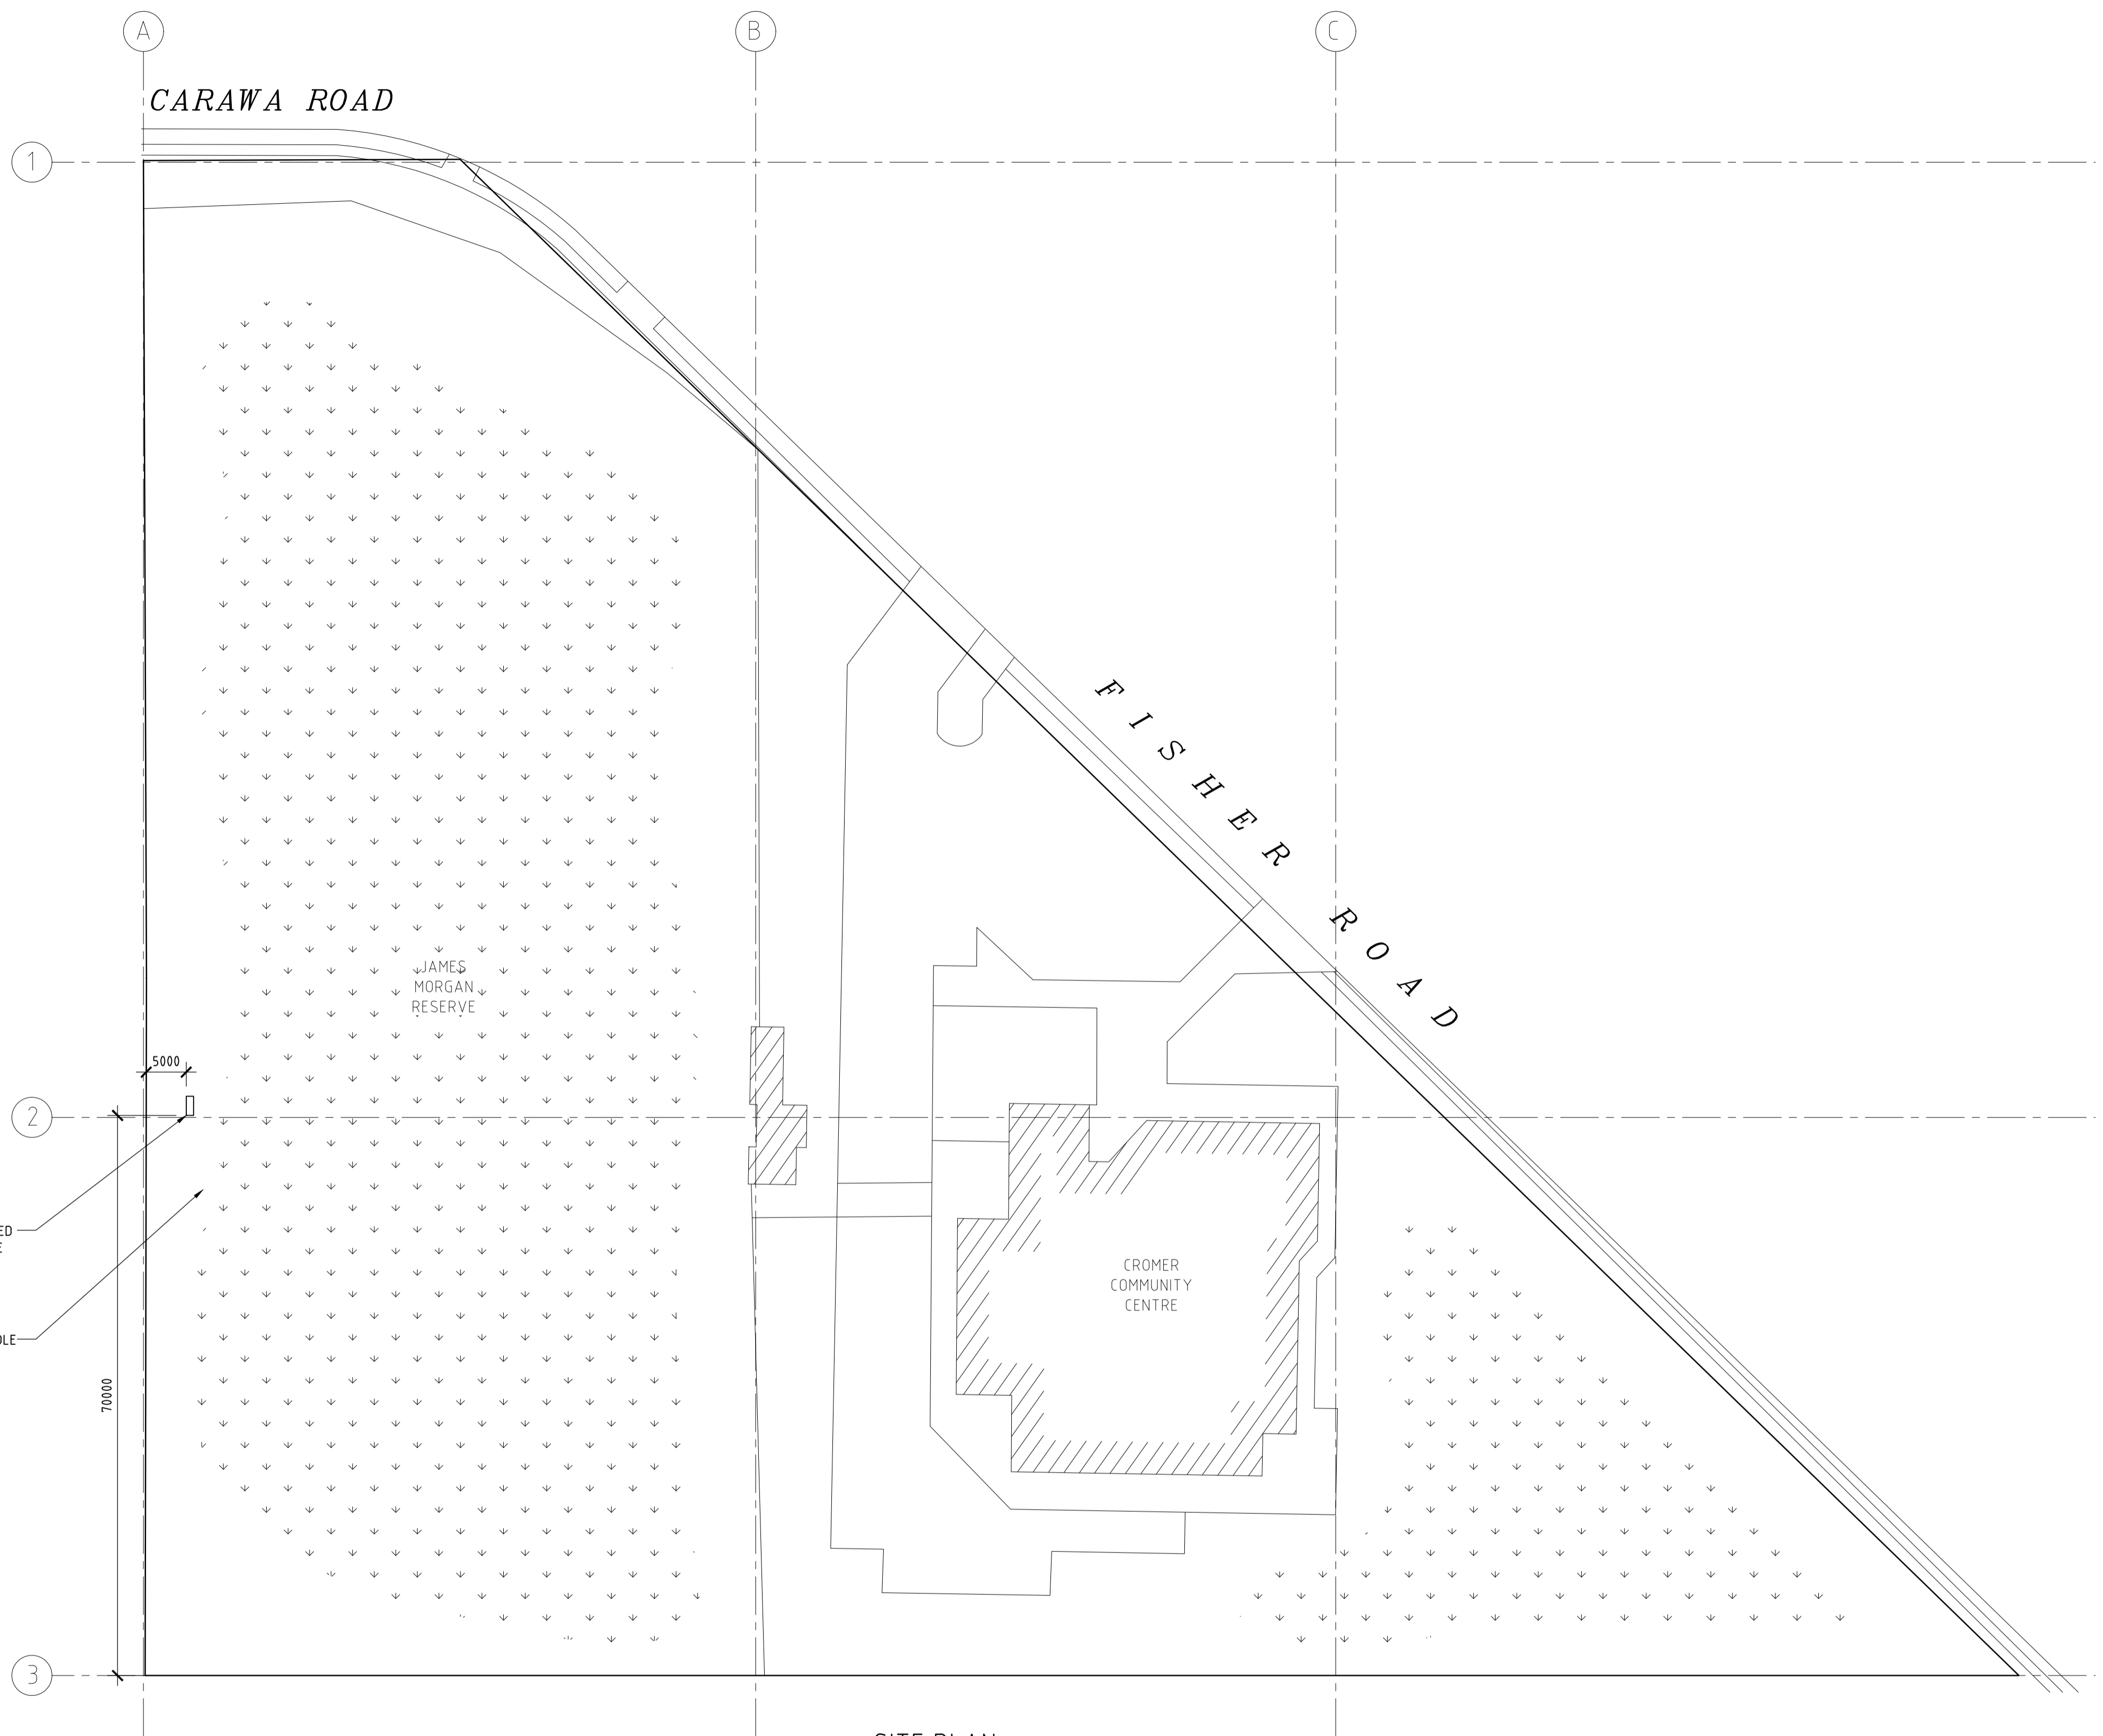 A
B
C
CARAWA ROAD
1
FISHER ROAD
JAMES
MORGAN
RESERVE
5000
2
CROMER
COMMUNITY
CENTRE
70000
3